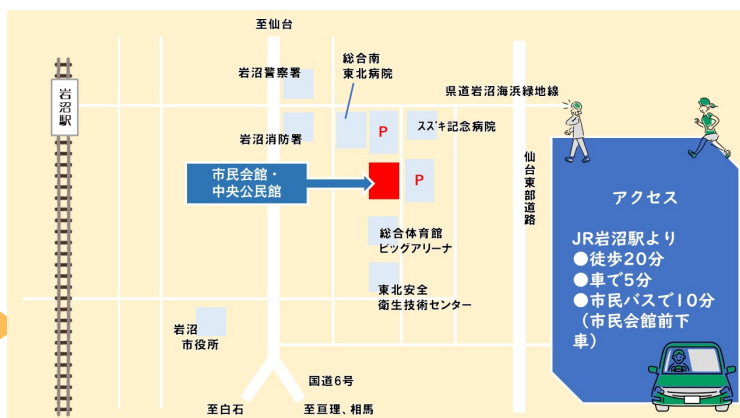 至仙台
岩沼警察署
総合南
東北病院
県道岩沼海浜緑地線
岩沼駅
岩沼消防署
P
スズキ記念病院
市民会館・
中央公民館
P
仙台東部道路
総合体育館
ビッグアリーナ
東北安全
衛生技術センター
岩沼
市役所
国道6号
至白石
至亘理、相馬
アクセス
JR岩沼駅より
●徒歩20分
●車で5分
●市民バスで10分
（市民会館前下
車）